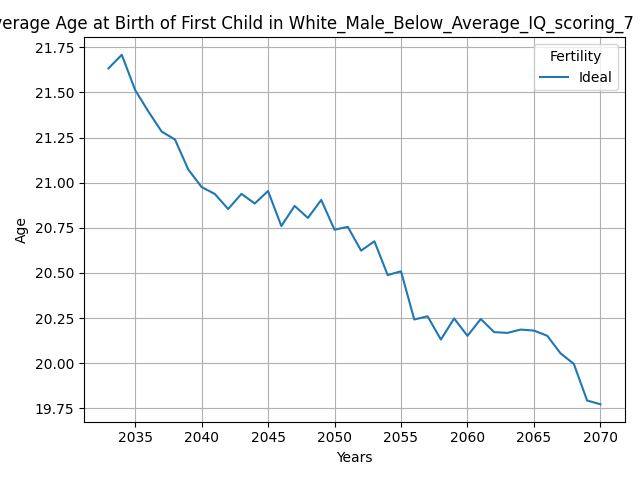 Age at Birth of First Child in White_Male_Below_Average_IQ_scoring_7
Fertility
Ideal
21.75
21.50
21.25
21.00
20.75
20.50
20.25
20.00
19.75
Age
2035 2040 2045 2050 2055 2060 2065 2070
Years